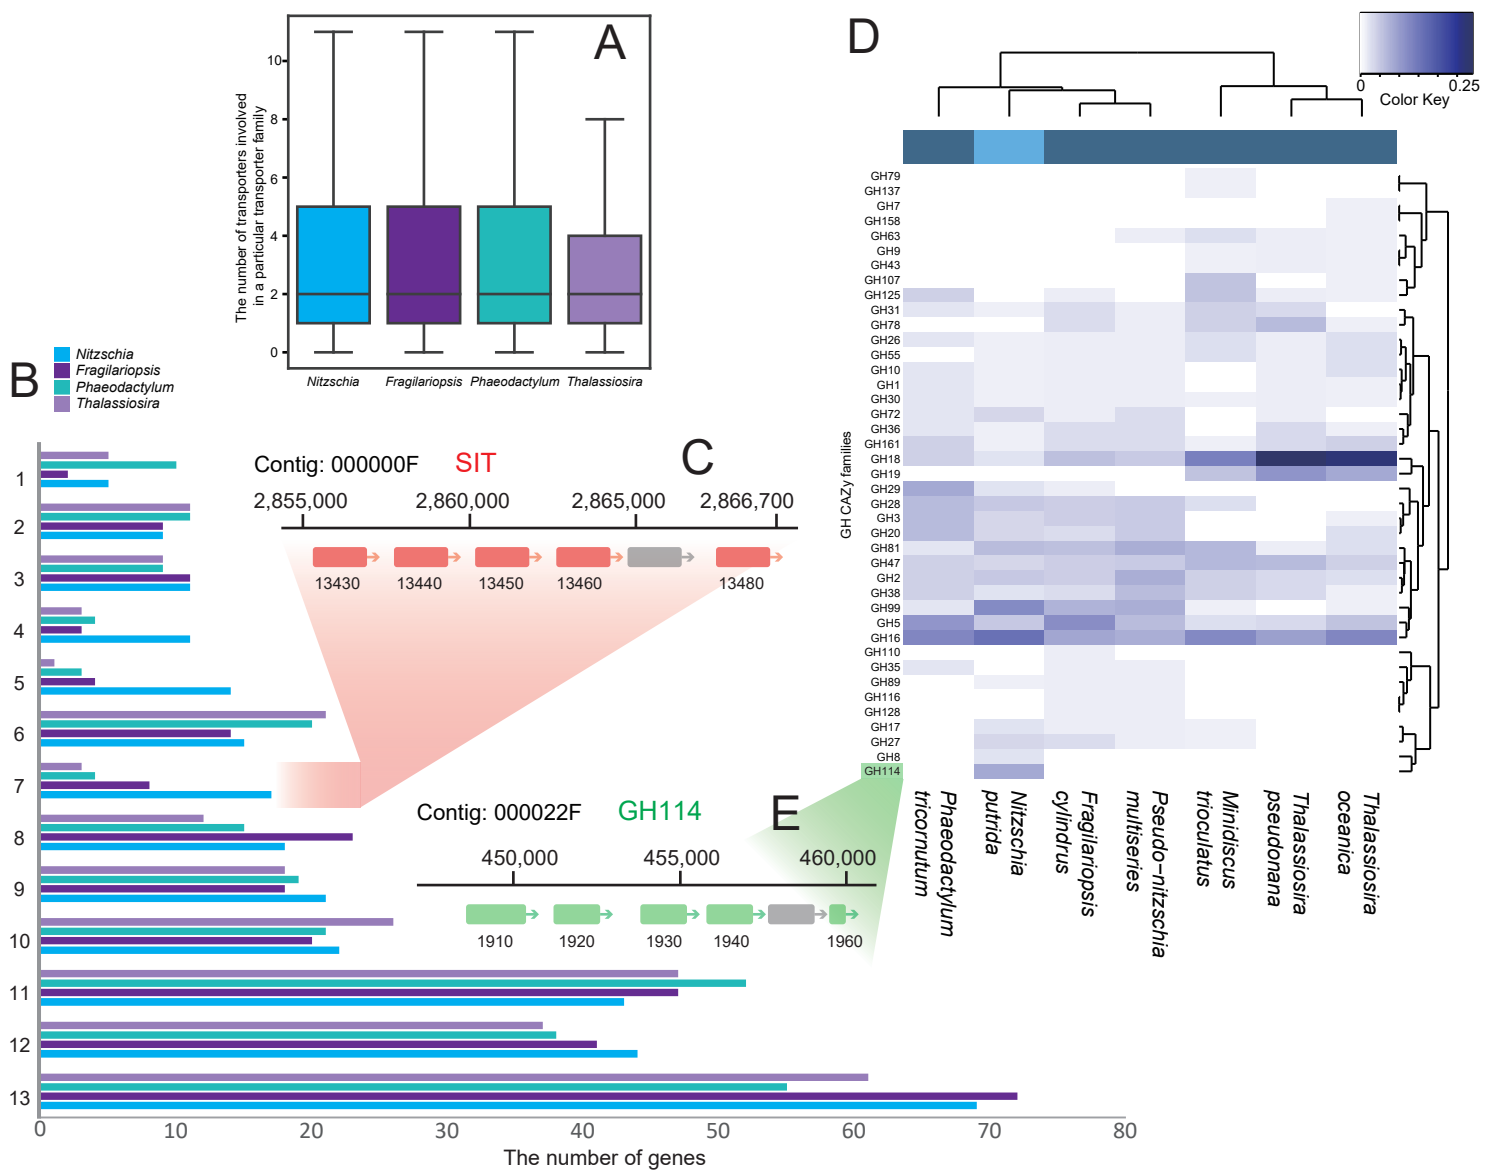 A
The number of transporters involved
in a particular transporter family
10
8
6
4
2
0
Nitzschia
Fragilariopsis
Phaeodactylum
Thalassiosira
B
Nitzschia
Fragilariopsis
Phaeodactylum
Thalassiosira
1
2
3
4
5
6
7
8
9
10
11
12
13
0
10
20
30
40
50
60
70
80
The number of genes
C
Contig: 000000F
SIT
2,855,000
2,860,000
2,865,000
2,866,700
13430
13440
13450
13460
13480
D
0
0.25
Color Key
GH CAZy families
GH79
GH137
GH7
GH158
GH63
GH9
GH43
GH107
GH125
GH31
GH78
GH26
GH55
GH10
GH1
GH30
GH72
GH36
GH161
GH18
GH19
GH29
GH28
GH3
GH20
GH81
GH47
GH2
GH38
GH99
GH5
GH16
GH110
GH35
GH89
GH116
GH128
GH17
GH27
GH8
GH114
Phaeodactylum
tricornutum
Nitzschia
putrida
Fragilariopsis
cylindrus
Pseudo-nitzschia
multiseries
Minidiscus
trioculatus
Thalassiosira
pseudonana
Thalassiosira
oceanica
E
Contig: 000022F
GH114
450,000
455,000
460,000
1910
1920
1930
1940
1960